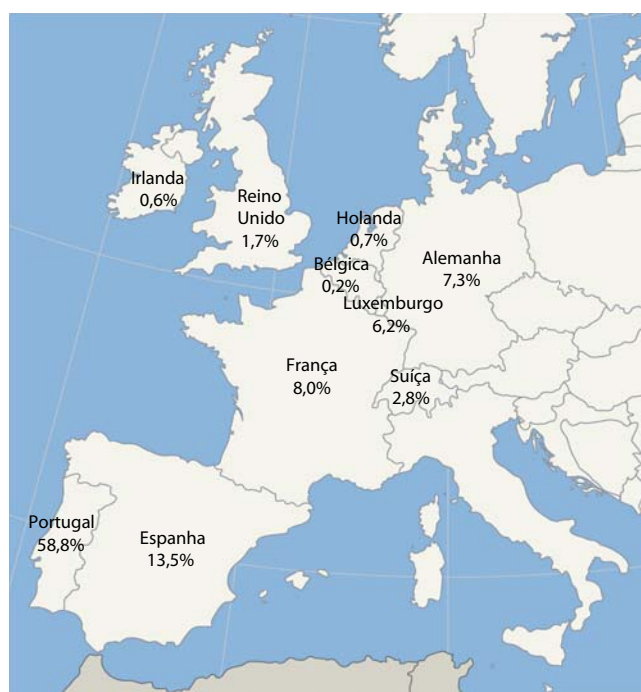 Irlanda
0,6%
Reino
Unido
1,7%
Holanda
0,7%
Bélgica
0,2%
Alemanha
7,3%
Luxemburgo
6,2%
França
8,0%
Suíça
2,8%
Portugal
58,8%
Espanha
13,5%